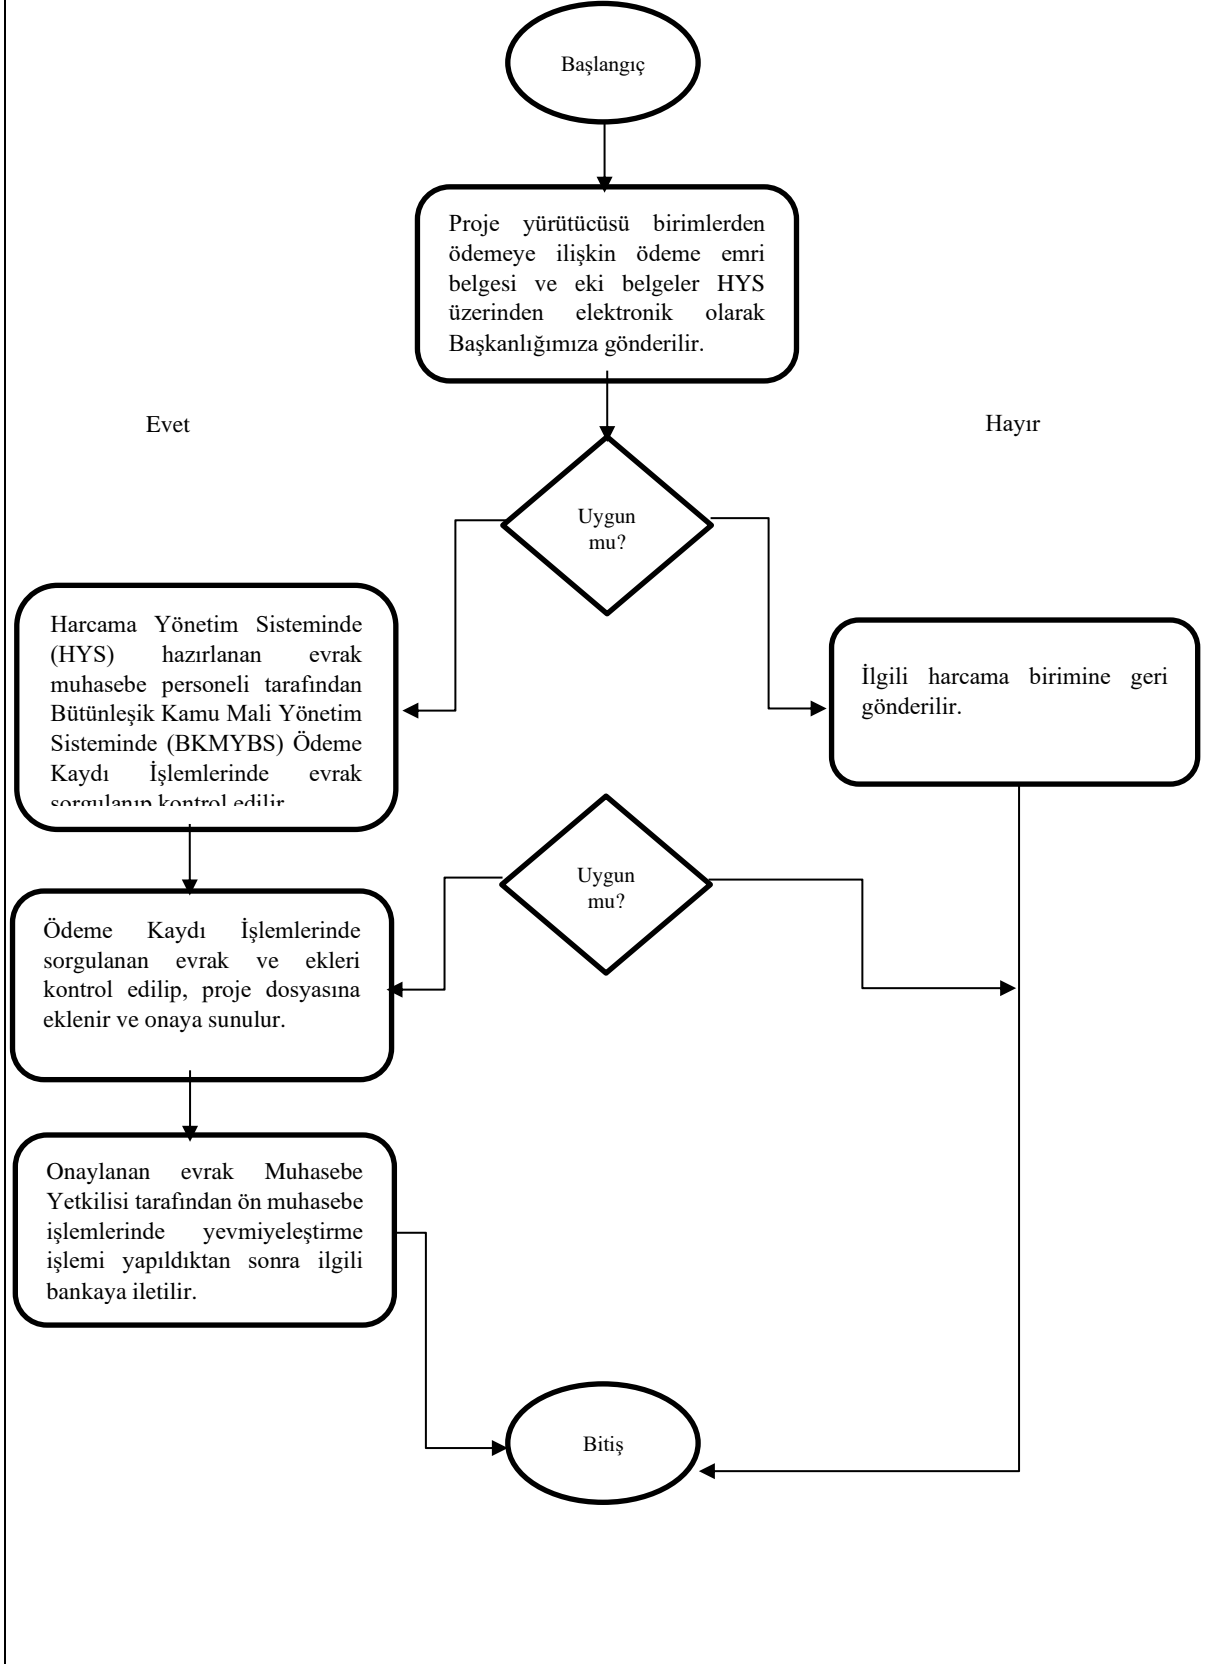 Başlangıç
Proje yürütücüsü birimlerden
ödemeye ilişkin ödeme emri
belgesi ve eki belgeler HYS
üzerinden elektronik olarak
Başkanlığımıza gönderilir.
Evet
Hayır
Uygun
mu?
Harcama Yönetim Sisteminde
(HYS) hazırlanan evrak
muhasebe personeli tarafından
Bütünleşik Kamu Mali Yönetim
Sisteminde (BKMYBS) Ödeme
Kaydı İşlemlerinde evrak
sorgulanıp kontrol edilir
İlgili harcama birimine geri
gönderilir.
Uygun
mu?
Ödeme Kaydı İşlemlerinde
sorgulanan evrak ve ekleri
kontrol edilip, proje dosyasına
eklenir ve onaya sunulur.
Onaylanan evrak Muhasebe
Yetkilisi tarafından ön muhasebe
işlemlerinde yevmiyeleştirme
işlemi yapıldıktan sonra ilgili
bankaya iletilir.
Bitiş